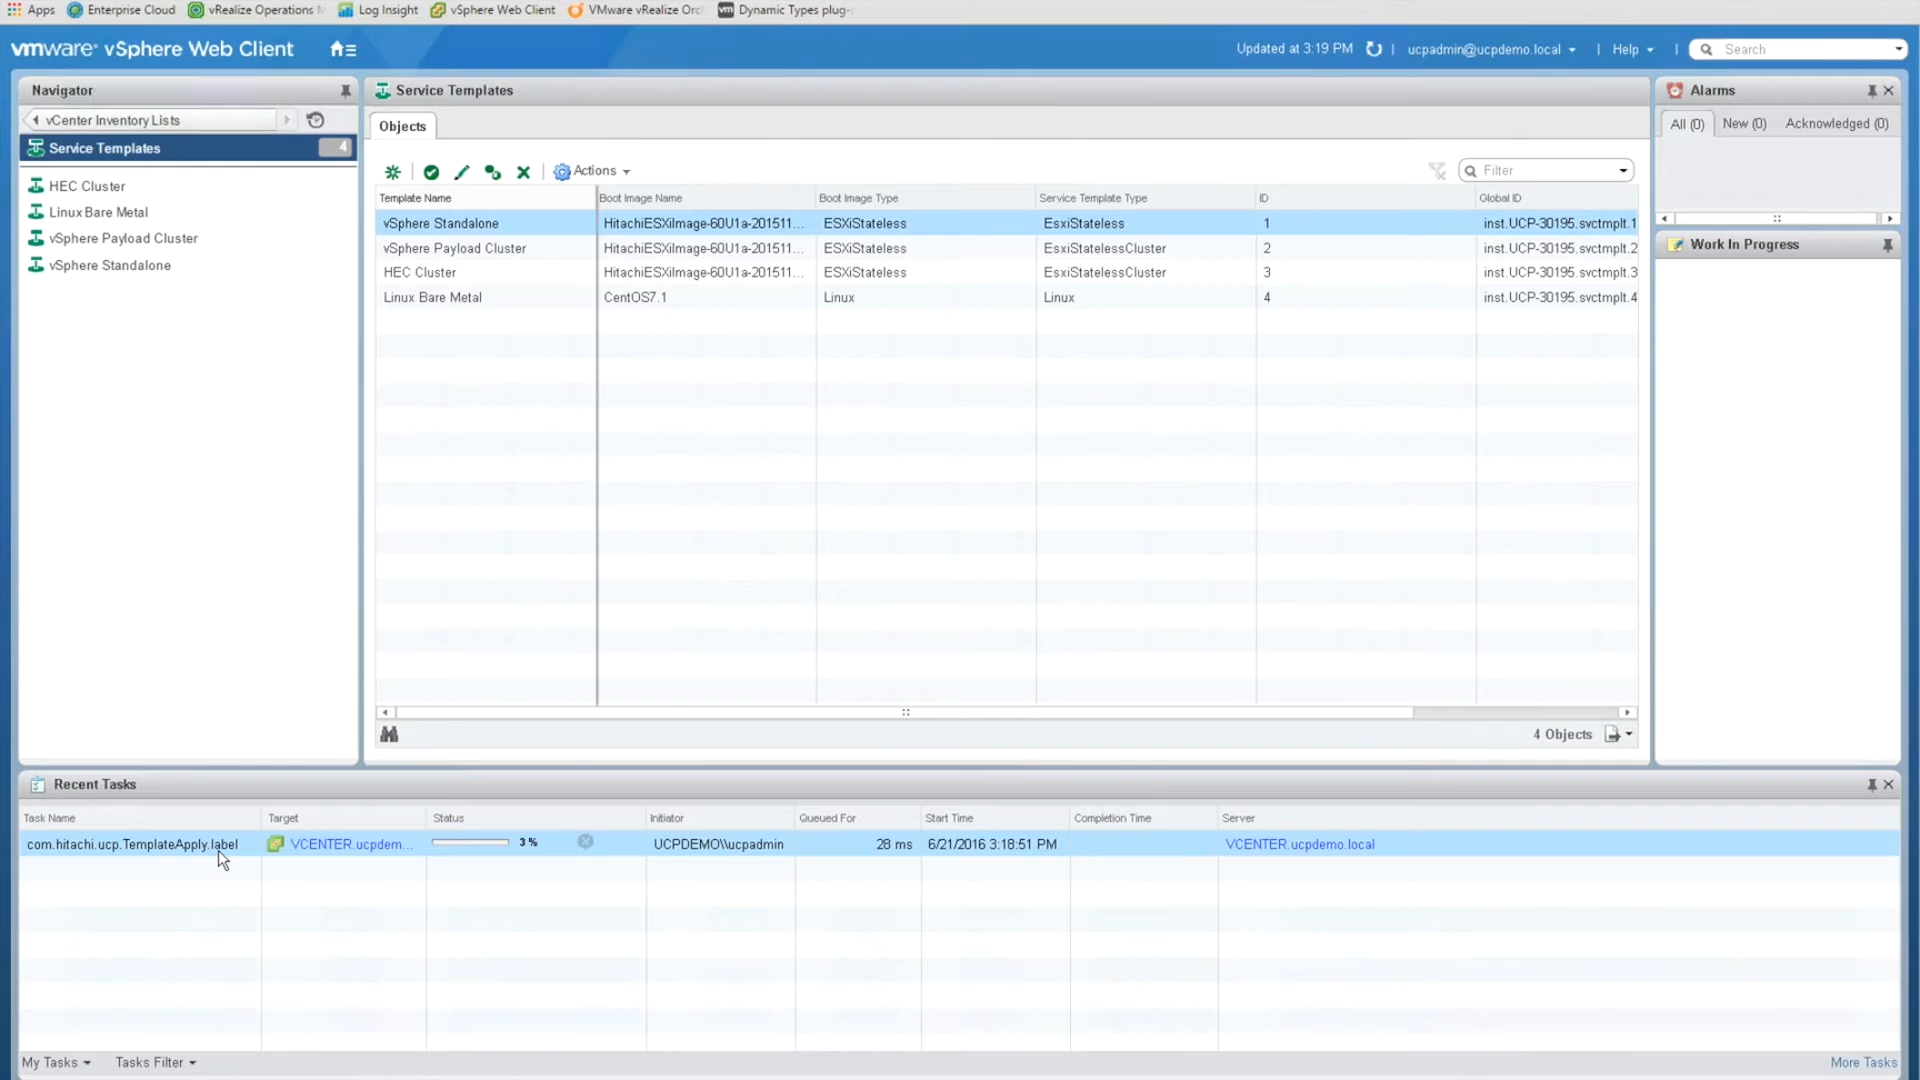 Apps Enterprise Cloud vRealize Operations Log Insight vSphere Web Client VMware vRealize Orc vm Dynamic Types plug-
vmware vSphere Web Client Updated at 3:19 PM ucpadmin@ucpdemo.local Help Search
Navigator
vCenter Inventory Lists
Service Templates 4
HEC Cluster
Linux Bare Metal
vSphere Payload Cluster
vSphere Standalone
Service Templates
Objects
Actions Filter
Template Name Boot Image Name Boot Image Type Service Template Type ID Global ID
vSphere Standalone HitachiESXiImage-60U1a-201511... ESXiStateless EsxiStateless 1 inst.UCP-30195.svctmplt.1
vSphere Payload Cluster HitachiESXiImage-60U1a-201511... ESXiStateless EsxiStatelessCluster 2 inst.UCP-30195.svctmplt.2
HEC Cluster HitachiESXiImage-60U1a-201511... ESXiStateless EsxiStatelessCluster 3 inst.UCP-30195.svctmplt.3
Linux Bare Metal CentOS7.1 Linux Linux 4 inst.UCP-30195.svctmplt.4
4 Objects
Alarms
All (0) New (0) Acknowledged (0)
Work In Progress
Recent Tasks
Task Name Target Status Initiator Queued For Start Time Completion Time Server
com.hitachi.ucp.TemplateApply.label VCENTER.ucpdem... 3 % UCPDEMO\\ucpadmin 28 ms 6/21/2016 3:18:51 PM VCENTER.ucpdemo.local
My Tasks Tasks Filter More Tasks